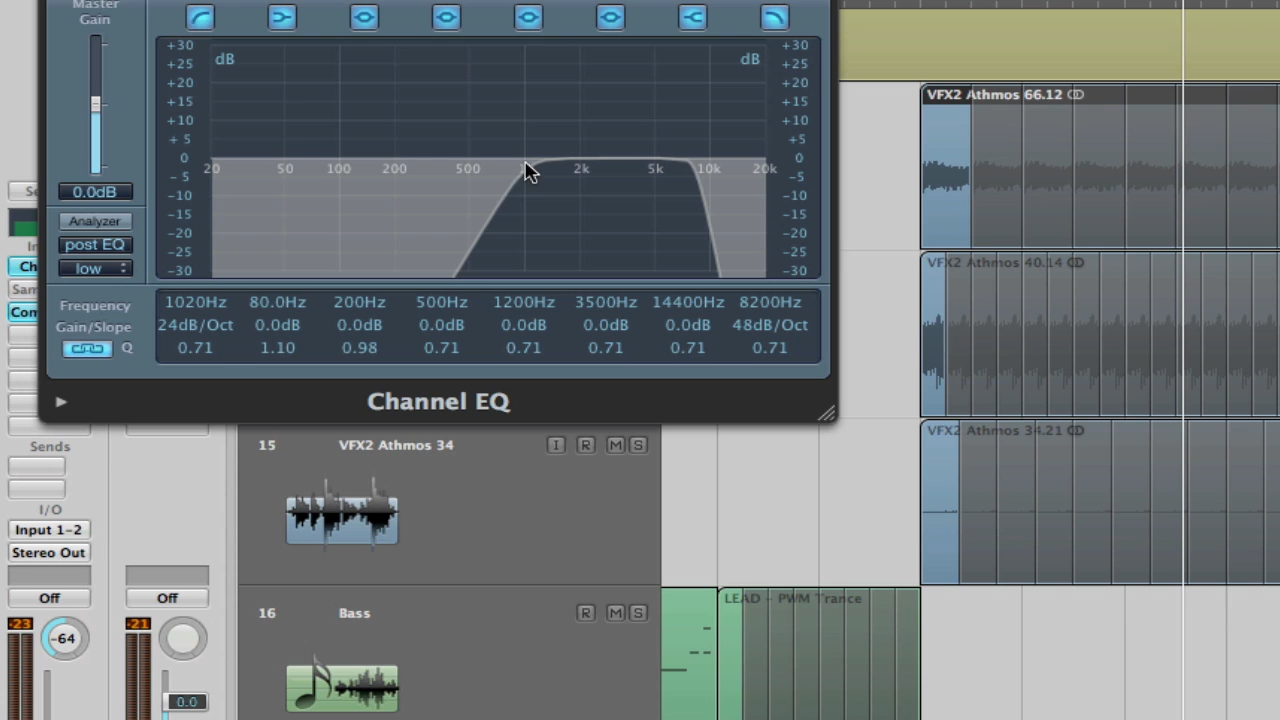 Master
Gain
0.0dB
Analyzer
post EQ
low
dB
dB
+30
+25
+20
+15
+10
+ 5
0
- 5
-10
-15
-20
-25
-30
20 50 100 200 500 2k 5k 10k 20k
+30
+25
+20
+15
+10
+ 5
0
- 5
-10
-15
-20
-25
-30
Frequency 1020Hz 80.0Hz 200Hz 500Hz 1200Hz 3500Hz 14400Hz 8200Hz
Gain/Slope 24dB/Oct 0.0dB 0.0dB 0.0dB 0.0dB 0.0dB 0.0dB 48dB/Oct
Q 0.71 1.10 0.98 0.71 0.71 0.71 0.71 0.71
Channel EQ
VFX2 Athmos 66.12
VFX2 Athmos 40.14
VFX2 Athmos 34.21
Sends
I/O
Input 1-2
Stereo Out
Off
Off
-23
-64
-21
0.0
15 VFX2 Athmos 34 I R M S
16 Bass R M S
LEAD - PWM Trance